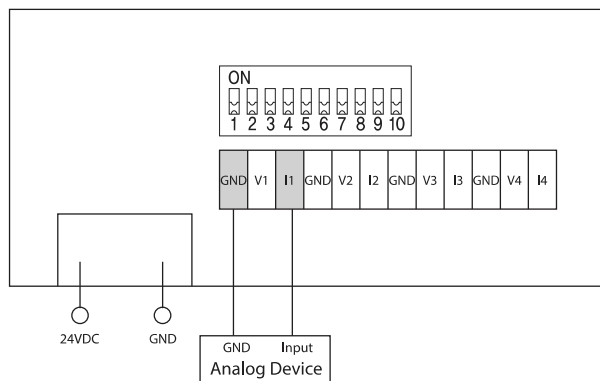 ON
1 2 3 4 5 6 7 8 9 10
GND V1 I1 GND V2 I2 GND V3 I3 GND V4 I4
24VDC GND
GND Input
Analog Device